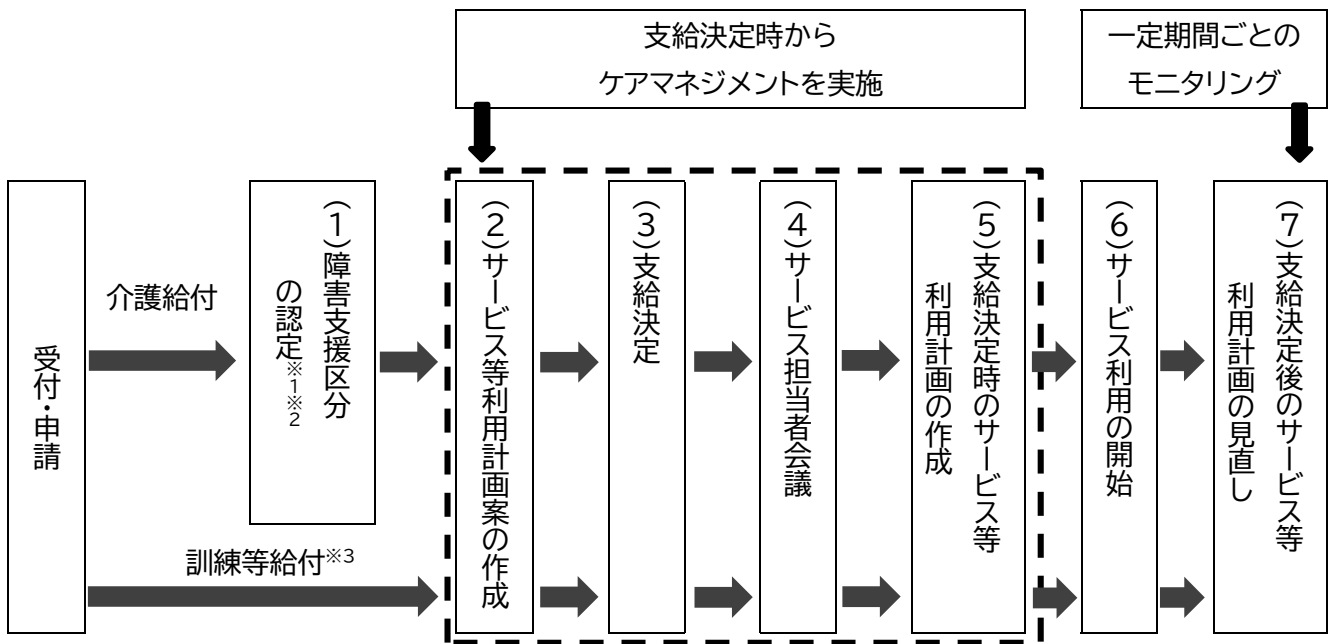 支給決定時から
ケアマネジメントを実施
一定期間ごとの
モニタリング
受付・申請
介護給付
訓練等給付※3
(1)障害支援区分
の認定※1※2
(2)サービス等利用計画案の作成
(3)支給決定
(4)サービス担当者会議
(5)支給決定時のサービス等
利用計画の作成
(6)サービス利用の開始
(7)支給決定後のサービス等
利用計画の見直し